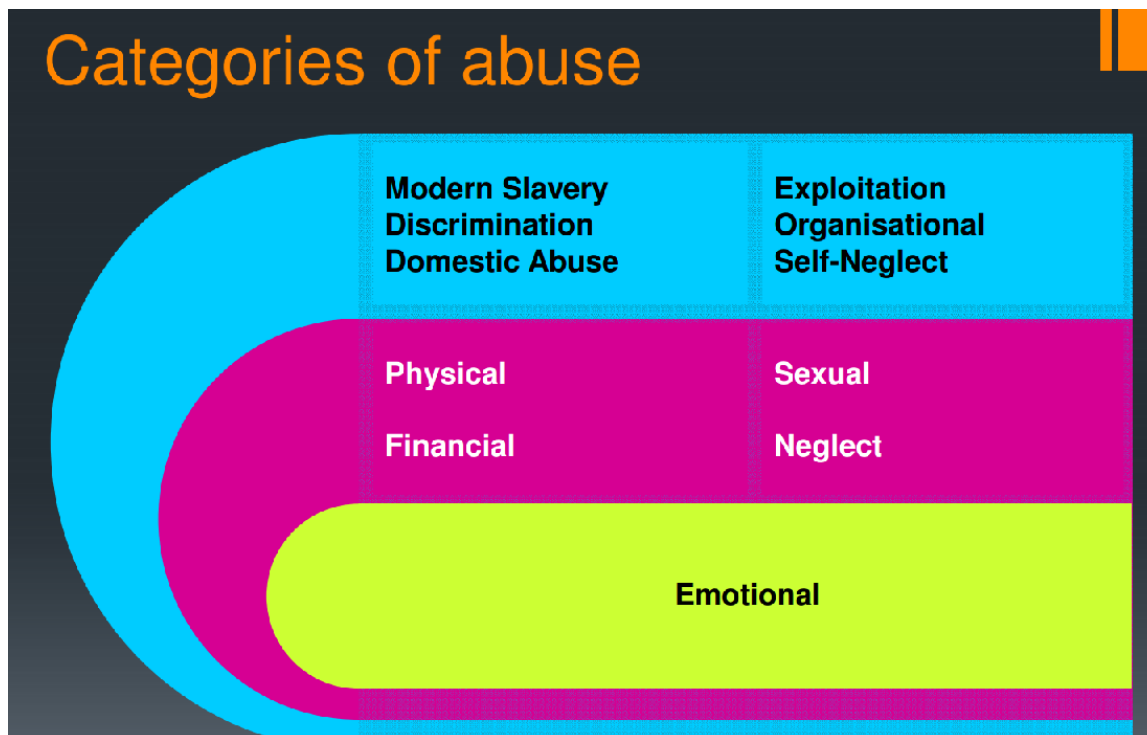 Categories of abuse
Modern Slavery
Discrimination
Domestic Abuse
Exploitation
Organisational
Self-Neglect
Physical
Financial
Sexual
Neglect
Emotional